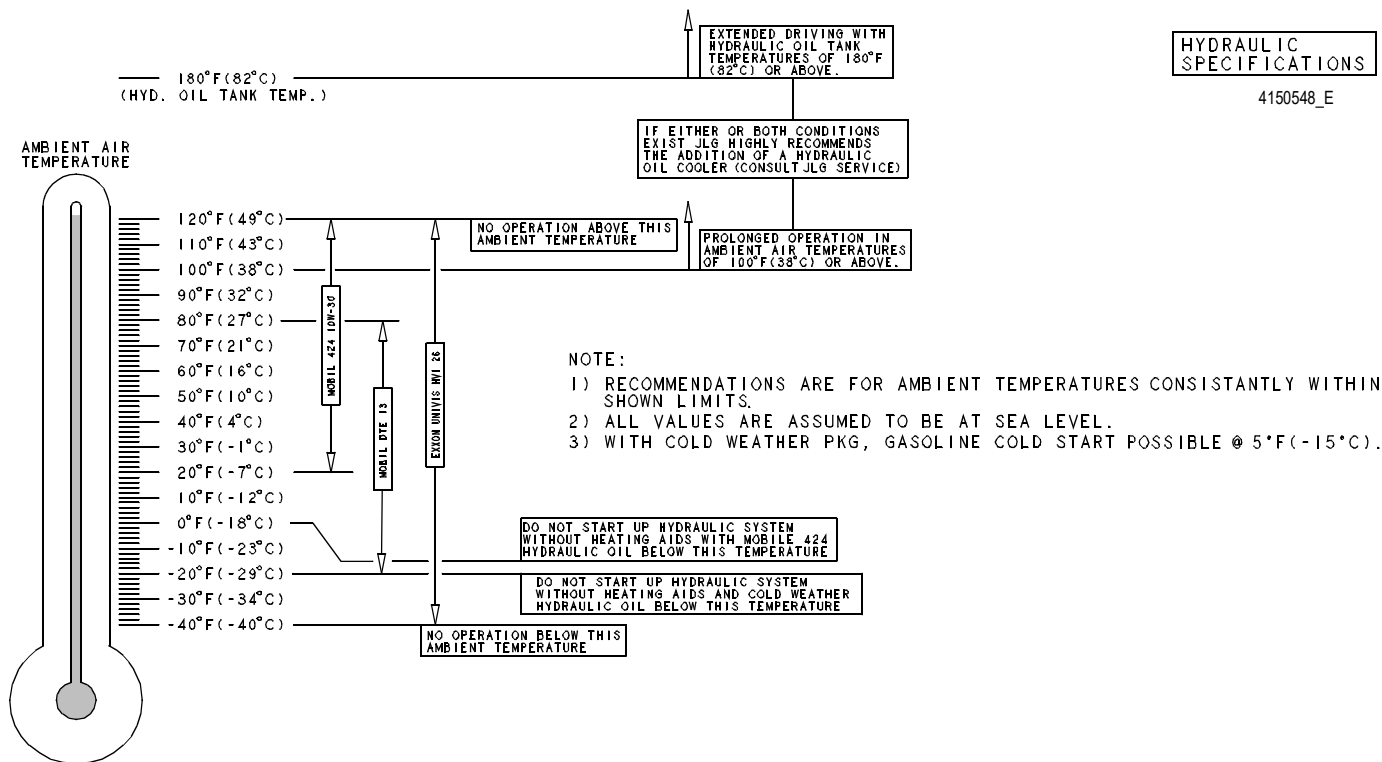 EXTENDED DRIVING WITH
HYDRAULIC OIL TANK
TEMPERATURES OF 180°F
(82°C) OR ABOVE.
HYDRAULIC
SPECIFICATIONS
4150548_E
180°F(82°C)
(HYD. OIL TANK TEMP.)
IF EITHER OR BOTH CONDITIONS
EXIST JLG HIGHLY RECOMMENDS
THE ADDITION OF A HYDRAULIC
OIL COOLER (CONSULT JLG SERVICE)
AMBIENT AIR
TEMPERATURE
120°F(49°C)
110°F(43°C)
100°F(38°C)
90°F(32°C)
80°F(27°C)
70°F(21°C)
60°F(16°C)
50°F(10°C)
40°F(4°C)
30°F(-1°C)
20°F(-7°C)
10°F(-12°C)
0°F(-18°C)
-10°F(-23°C)
-20°F(-29°C)
-30°F(-34°C)
-40°F(-40°C)
MOBIL 424 10W-30
MOBIL DTE 13
EXXON UNIVIS HVI 26
NO OPERATION ABOVE THIS
AMBIENT TEMPERATURE
PROLONGED OPERATION IN
AMBIENT AIR TEMPERATURES
OF 100°F(38°C) OR ABOVE.
NOTE:
1) RECOMMENDATIONS ARE FOR AMBIENT TEMPERATURES CONSISTANTLY WITHIN
SHOWN LIMITS.
2) ALL VALUES ARE ASSUMED TO BE AT SEA LEVEL.
3) WITH COLD WEATHER PKG, GASOLINE COLD START POSSIBLE @ 5°F(-15°C).
DO NOT START UP HYDRAULIC SYSTEM
WITHOUT HEATING AIDS WITH MOBILE 424
HYDRAULIC OIL BELOW THIS TEMPERATURE
DO NOT START UP HYDRAULIC SYSTEM
WITHOUT HEATING AIDS AND COLD WEATHER
HYDRAULIC OIL BELOW THIS TEMPERATURE
NO OPERATION BELOW THIS
AMBIENT TEMPERATURE